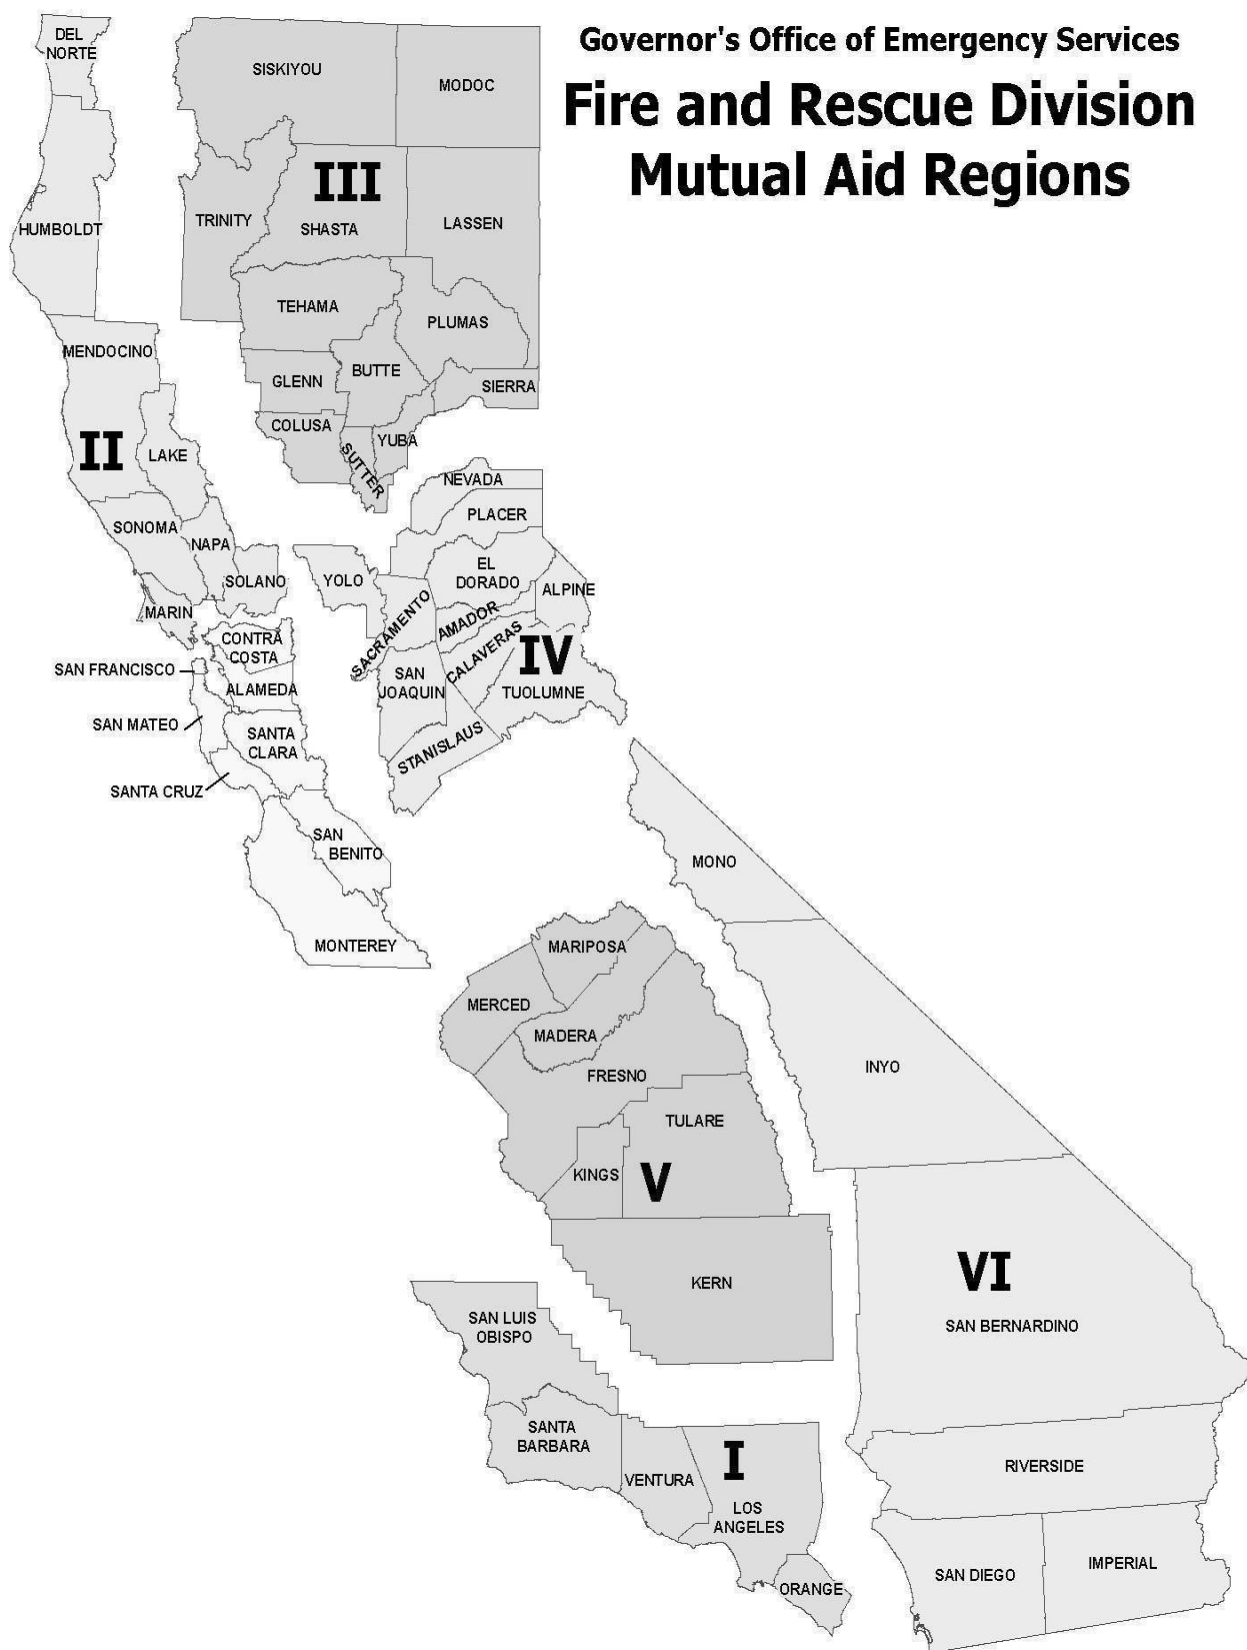 Governor's Office of Emergency Services
Fire and Rescue Division
Mutual Aid Regions
DEL
NORTE
SISKIYOU
MODOC
HUMBOLDT
TRINITY
III
SHASTA
LASSEN
TEHAMA
PLUMAS
MENDOCINO
GLENN
BUTTE
SIERRA
COLUSA
YUBA
SUTTER
II
LAKE
NEVADA
PLACER
SONOMA
NAPA
SOLANO
YOLO
EL
DORADO
ALPINE
MARIN
SACRAMENTO
AMADOR
CALAVERAS
IV
TUOLUMNE
CONTRA
COSTA
SAN FRANCISCO
ALAMEDA
SAN
JOAQUIN
SAN MATEO
SANTA
CLARA
STANISLAUS
SANTA CRUZ
SAN
BENITO
MONTEREY
MONO
MARIPOSA
MERCED
MADERA
FRESNO
INYO
TULARE
KINGS
V
KERN
VI
SAN BERNARDINO
SAN LUIS
OBISPO
SANTA
BARBARA
VENTURA
I
LOS
ANGELES
ORANGE
RIVERSIDE
SAN DIEGO
IMPERIAL